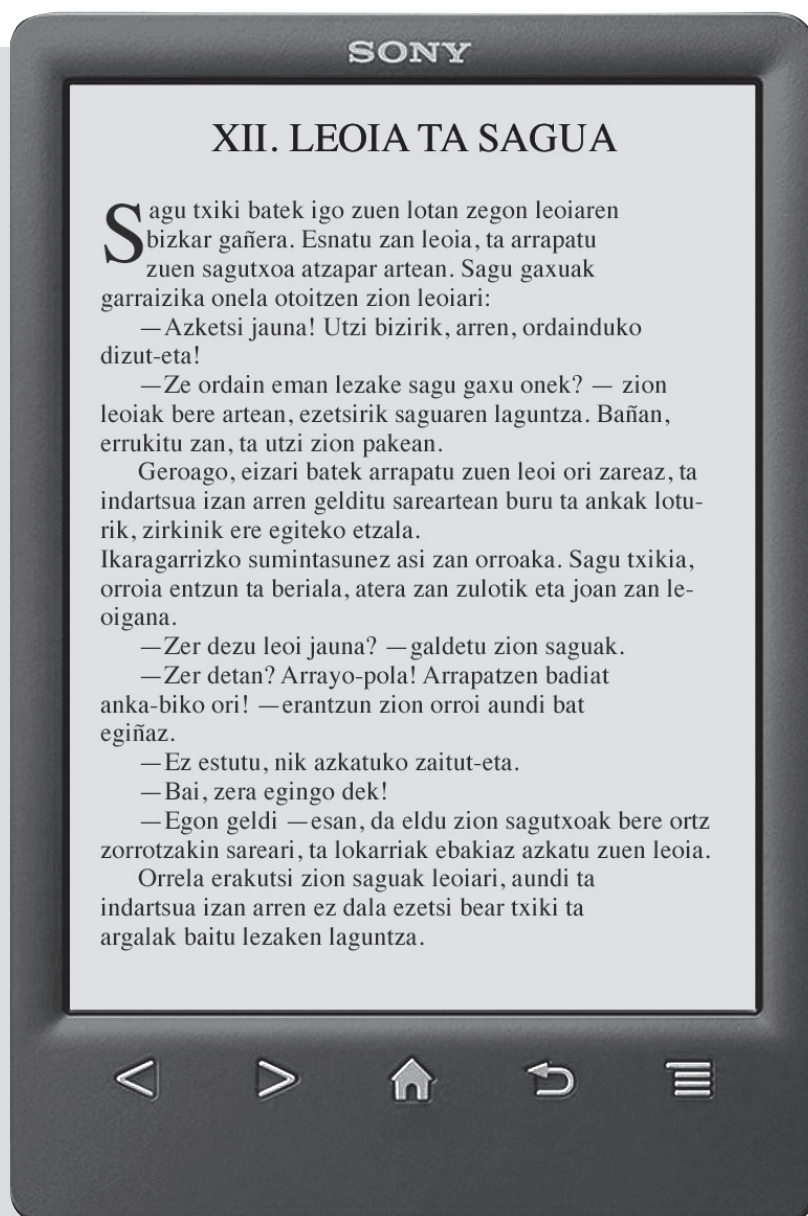 SONY
XII. LEOIA TA SAGUA
Sagu txiki batek igo zuen lotan zegon leoiaren
bizkar gañera. Esnatu zan leoia, ta arrapatu
zuen sagutxoa atzapar artean. Sagu gaxuak
garraizika onela otoitzen zion leoiari:
—Azketsi jauna! Utzi bizirik, arren, ordainduko
dizut-eta!
—Ze ordain eman lezake sagu gaxu onek? — zion
leoiak bere artean, ezetsirik saguaren laguntza. Bañan,
errukitu zan, ta utzi zion pakean.
Geroago, eizari batek arrapatu zuen leoi ori zareaz, ta
indartsua izan arren gelditu sareartean buru ta ankak lotu-
rik, zirkinik ere egiteko etzala.
Ikaragarrizko sumintasunez asi zan orroaka. Sagu txikia,
orroia entzun ta beriala, atera zan zulotik eta joan zan le-
oigana.
—Zer dezu leoi jauna? —galdetu zion saguak.
—Zer detan? Arrayo-pola! Arrapatzen badiat
anka-biko ori! —erantzun zion orroi aundi bat
egiñaz.
—Ez estutu, nik azkatuko zaitut-eta.
—Bai, zera egingo dek!
—Egon geldi —esan, da eldu zion sagutxoak bere ortz
zorrotzakin sareari, ta lokarriak ebakiaz azkatu zuen leoia.
Orrela erakutsi zion saguak leoiari, aundi ta
indartsua izan arren ez dala ezetsi bear txiki ta
argalak baitu lezaken laguntza.